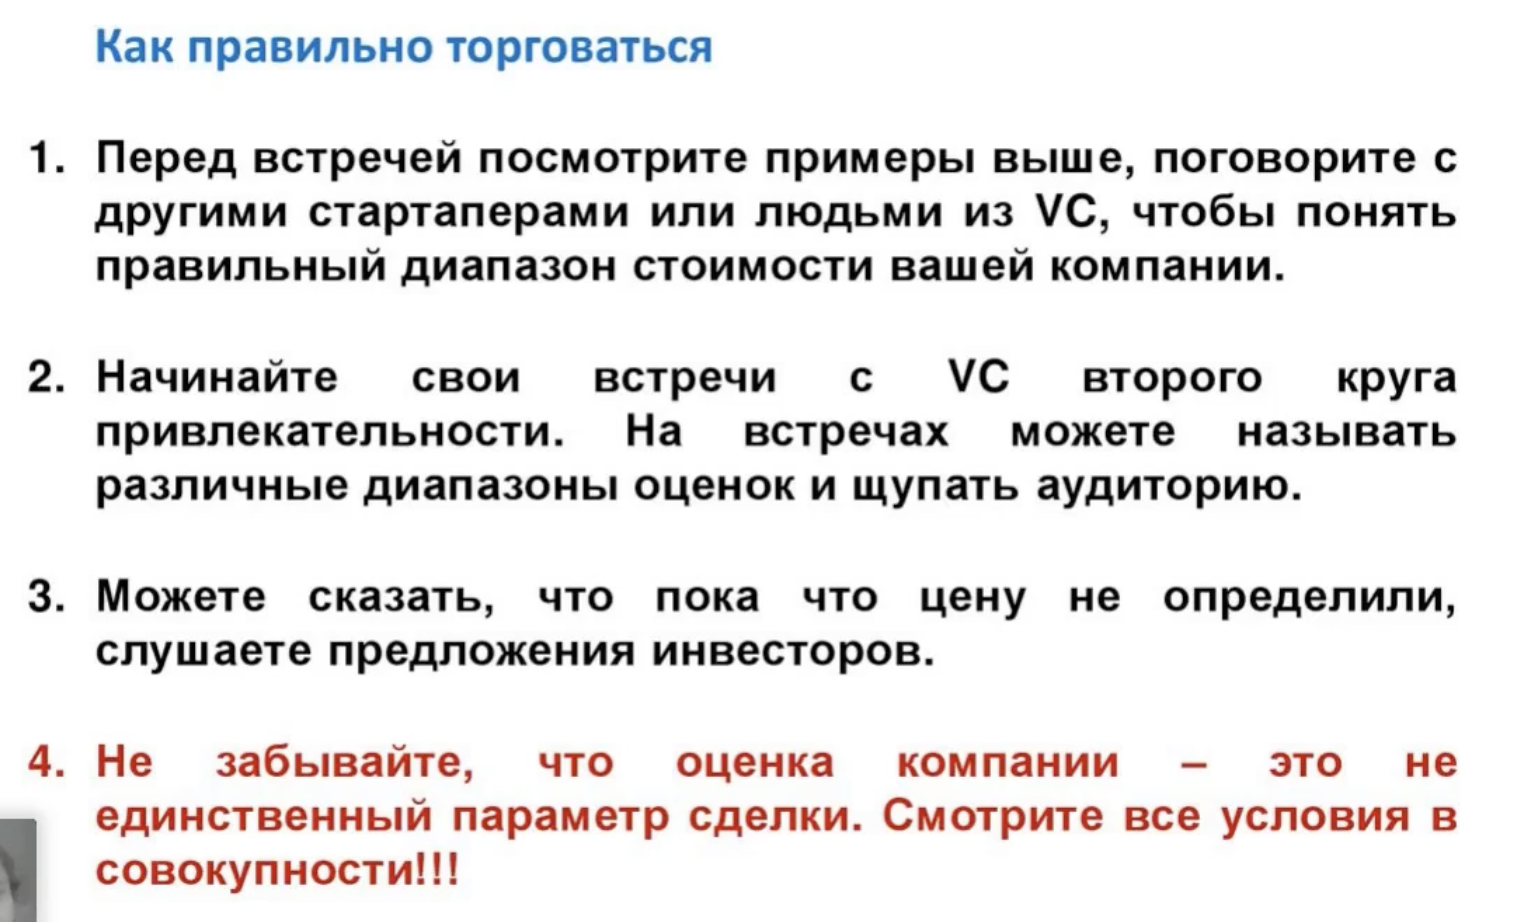 Как правильно торговаться
1. Перед встречей посмотрите примеры выше, поговорите с
другими стартаперами или людьми из VC, чтобы понять
правильный диапазон стоимости вашей компании.
2. Начинайте свои встречи с VC второго круга
привлекательности. На встречах можете называть
различные диапазоны оценок и щупать аудиторию.
3. Можете сказать, что пока что цену не определили,
слушаете предложения инвесторов.
4. Не забывайте, что оценка компании – это не
единственный параметр сделки. Смотрите все условия в
совокупности!!!